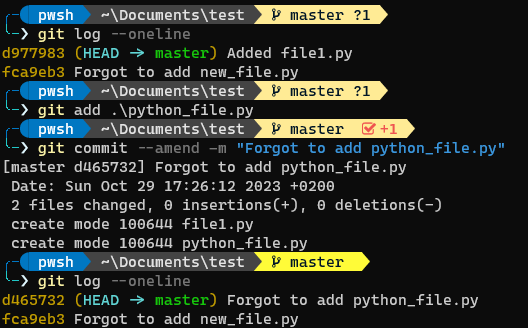 pwsh ~\Documents\test master ?1
❯ git log --oneline
d977983 (HEAD → master) Added file1.py
fca9eb3 Forgot to add new_file.py
pwsh ~\Documents\test master ?1
❯ git add .\python_file.py
pwsh ~\Documents\test master +1
❯ git commit --amend -m "Forgot to add python_file.py"
[master d465732] Forgot to add python_file.py
Date: Sun Oct 29 17:26:12 2023 +0200
2 files changed, 0 insertions(+), 0 deletions(-)
create mode 100644 file1.py
create mode 100644 python_file.py
pwsh ~\Documents\test master
❯ git log --oneline
d465732 (HEAD → master) Forgot to add python_file.py
fca9eb3 Forgot to add new_file.py